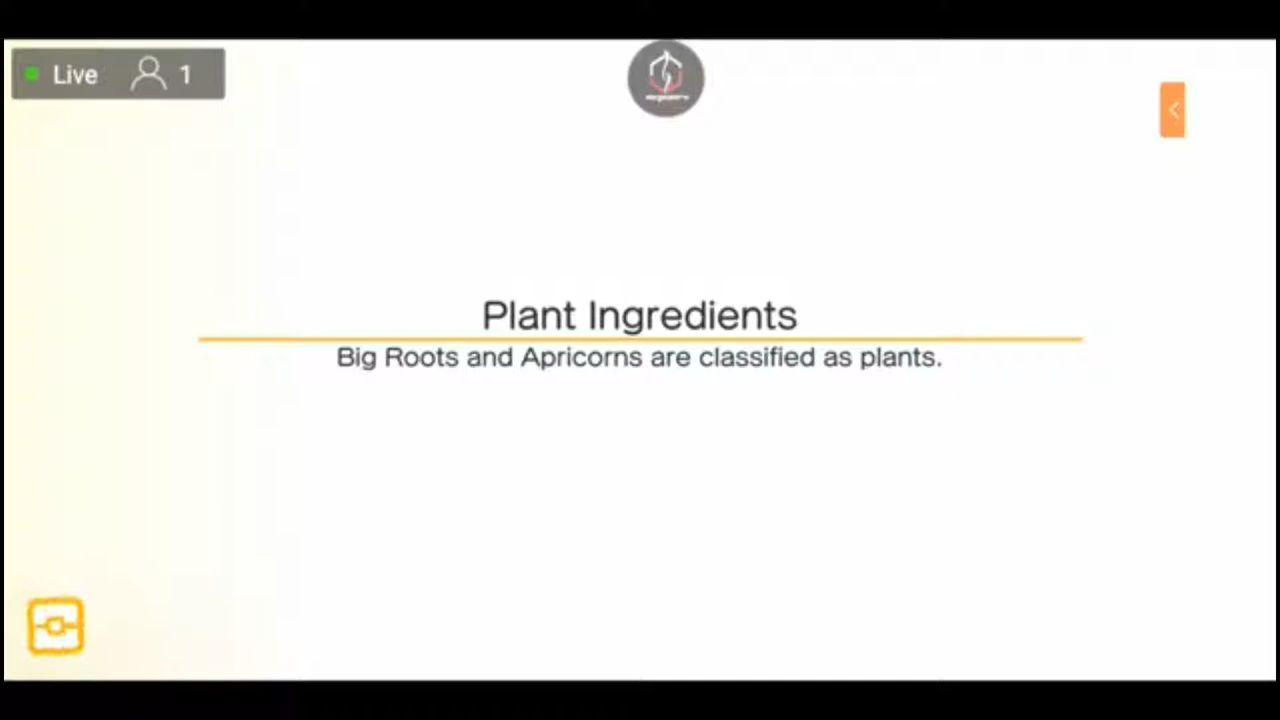 Live 1
Plant Ingredients
Big Roots and Apricorns are classified as plants.